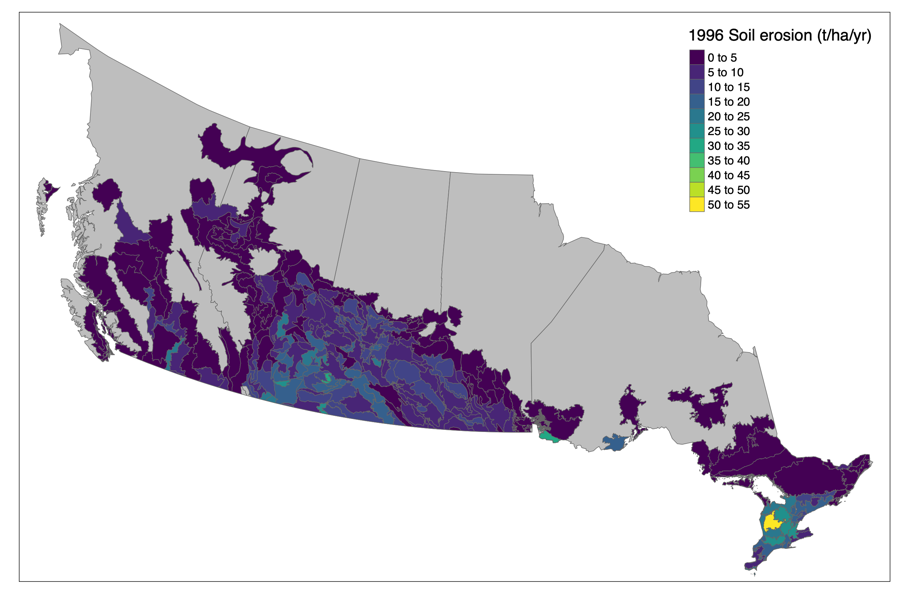 1996 Soil erosion (t/ha/yr)
0 to 5
5 to 10
10 to 15
15 to 20
20 to 25
25 to 30
30 to 35
35 to 40
40 to 45
45 to 50
50 to 55